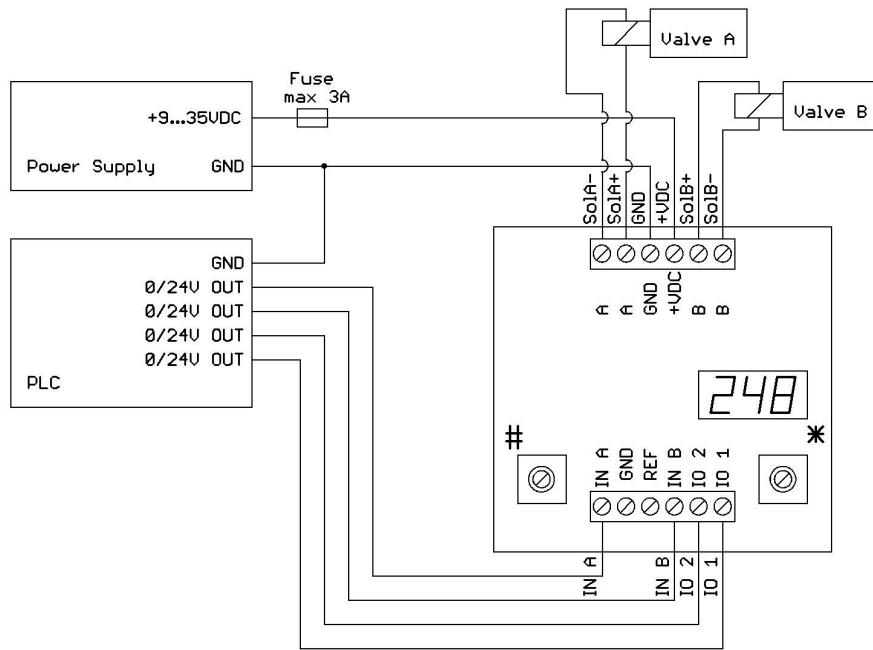 Valve A
Fuse
max 3A
+9...35VDC
Valve B
Power Supply
GND
SolA-
SolA+
GND
+VDC
SolB+
SolB-
GND
0/24V OUT
0/24V OUT
0/24V OUT
0/24V OUT
PLC
A
A
GND
+VDC
B
B
248
#
*
IN A
GND
REF
IN B
IO 2
IO 1
IN A
IN B
IO 2
IO 1